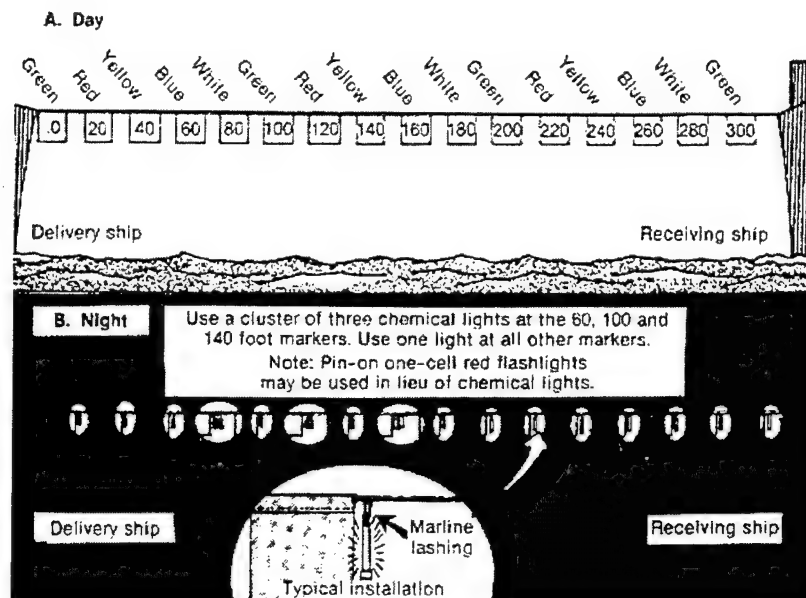 A. Day
Green Red Yellow Blue White Green Red Yellow Blue White Green Red Yellow Blue White Green
.0 20 40 60 80 100 120 140 160 180 200 220 240 260 280 300
Delivery ship Receiving ship
B. Night
Use a cluster of three chemical lights at the 60, 100 and
140 foot markers. Use one light at all other markers.
Note: Pin-on one-cell red flashlights
may be used in lieu of chemical lights.
Delivery ship
Marline
lashing
Receiving ship
Typical installation